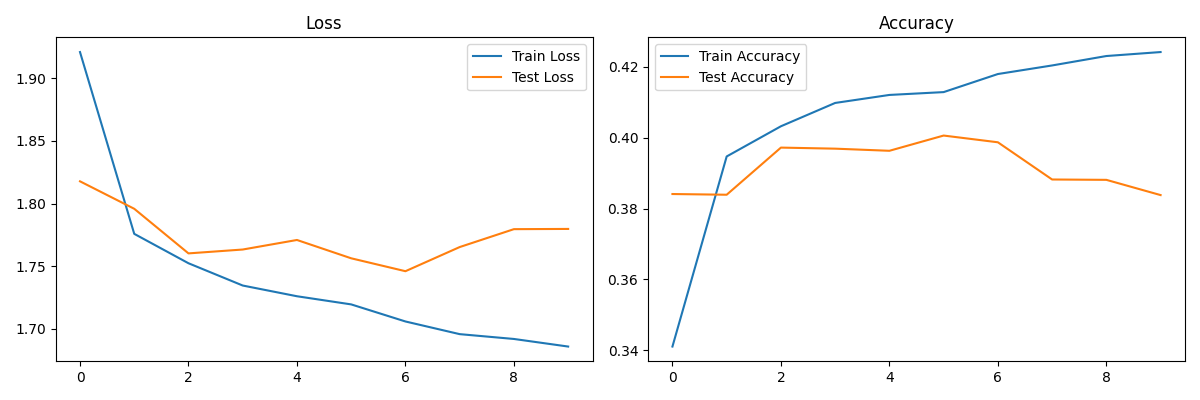 Loss
Train Loss
Test Loss
1.90
1.85
1.80
1.75
1.70
0 2 4 6 8
Accuracy
Train Accuracy
Test Accuracy
0.42
0.40
0.38
0.36
0.34
0 2 4 6 8